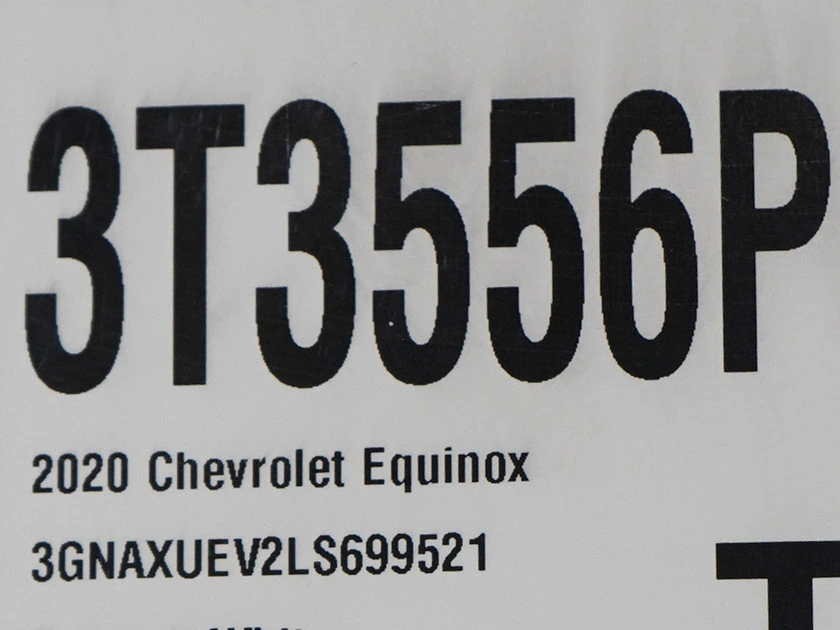 3T3556P
2020 Chevrolet Equinox
3GNAXUEV2LS699521
T